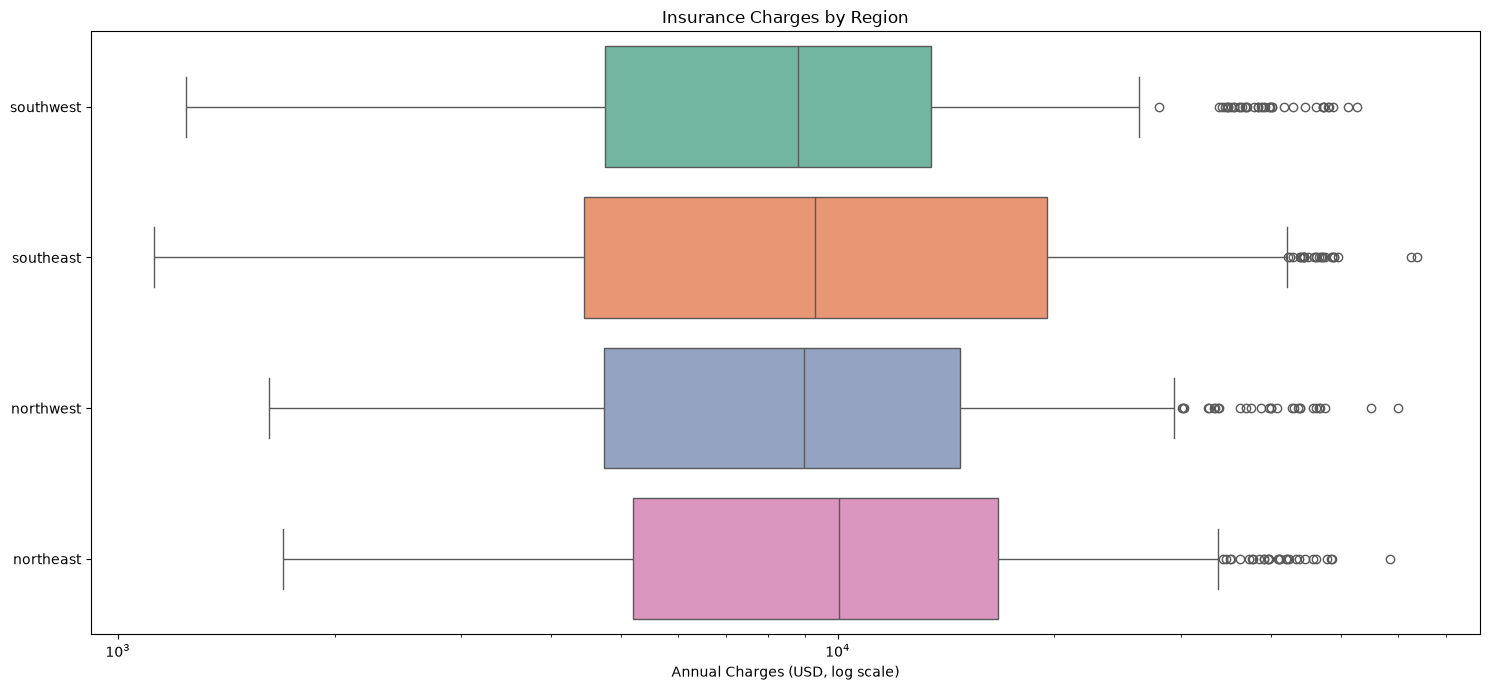 Insurance Charges by Region
southwest
southeast
northwest
northeast
10³ 10⁴
Annual Charges (USD, log scale)